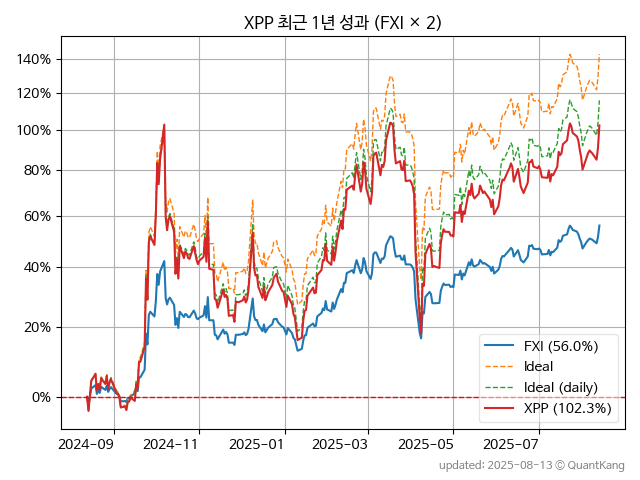 XPP 최근 1년 성과 (FXI × 2)
140%
120%
100%
80%
60%
40%
20%
0%
2024-09
2024-11
2025-01
2025-03
2025-05
2025-07
FXI (56.0%)
Ideal
Ideal (daily)
XPP (102.3%)
updated: 2025-08-13 © QuantKang